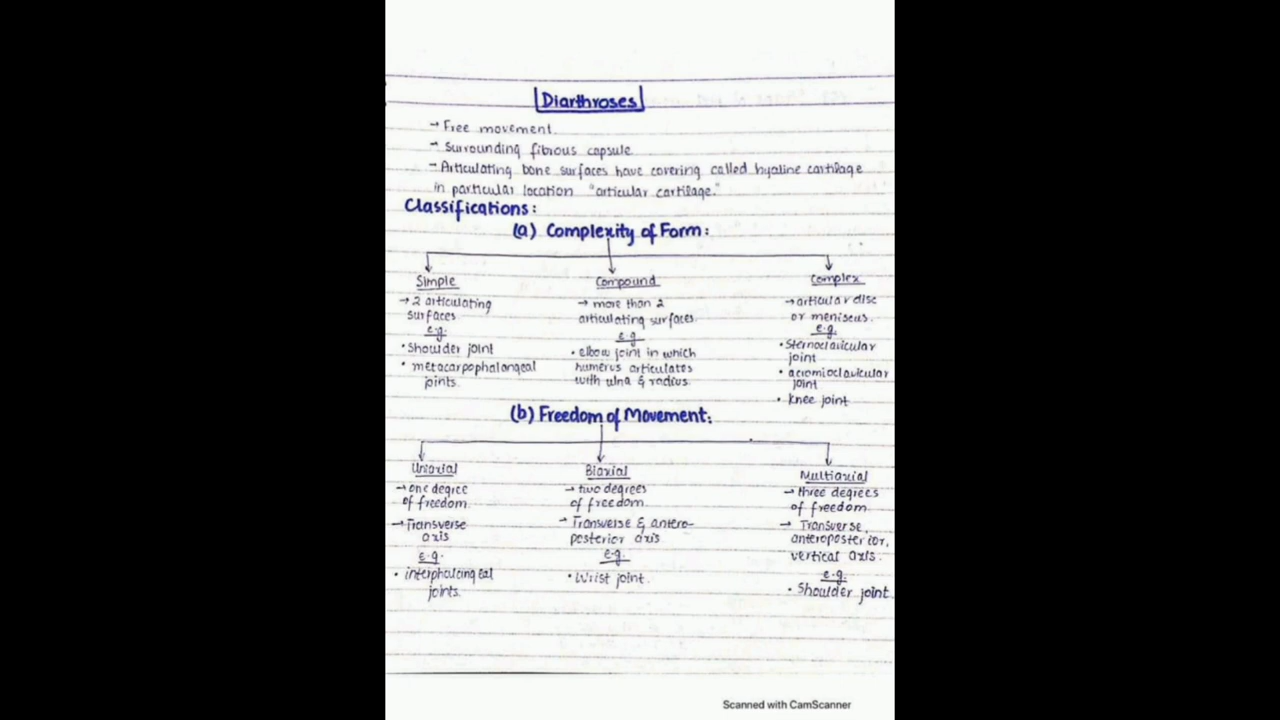 Diarthroses
→ Free movement.
→ Surrounding fibrous capsule.
→ Articulating bone surfaces have covering called hyaline cartilage
in particular location "articular cartilage."
Classifications:
(a) Complexity of Form:
Simple
→ 2 articulating
surfaces
e.g.
• Shoulder joint
• metacarpophalangeal
joints.
Compound
→ more than 2
articulating surfaces.
e.g
• elbow joint in which
humerus articulates
with ulna & radius.
Complex
→ articular disc
or meniscus.
e.g.
• Sternoclavicular
joint
• acromioclavicular
joint
• knee joint
(b) Freedom of Movement:
Uniaxial
→ one degree
of freedom.
→ Transverse
axis
e.g.
• interphalangeal
joints.
Biaxial
→ two degrees
of freedom.
→ Transverse & antero-
posterior axis
e.g.
• Wrist joint.
Multiaxial
→ three degrees
of freedom.
→ Transverse,
anteroposterior,
vertical axis.
e.g.
• Shoulder joint
Scanned with CamScanner